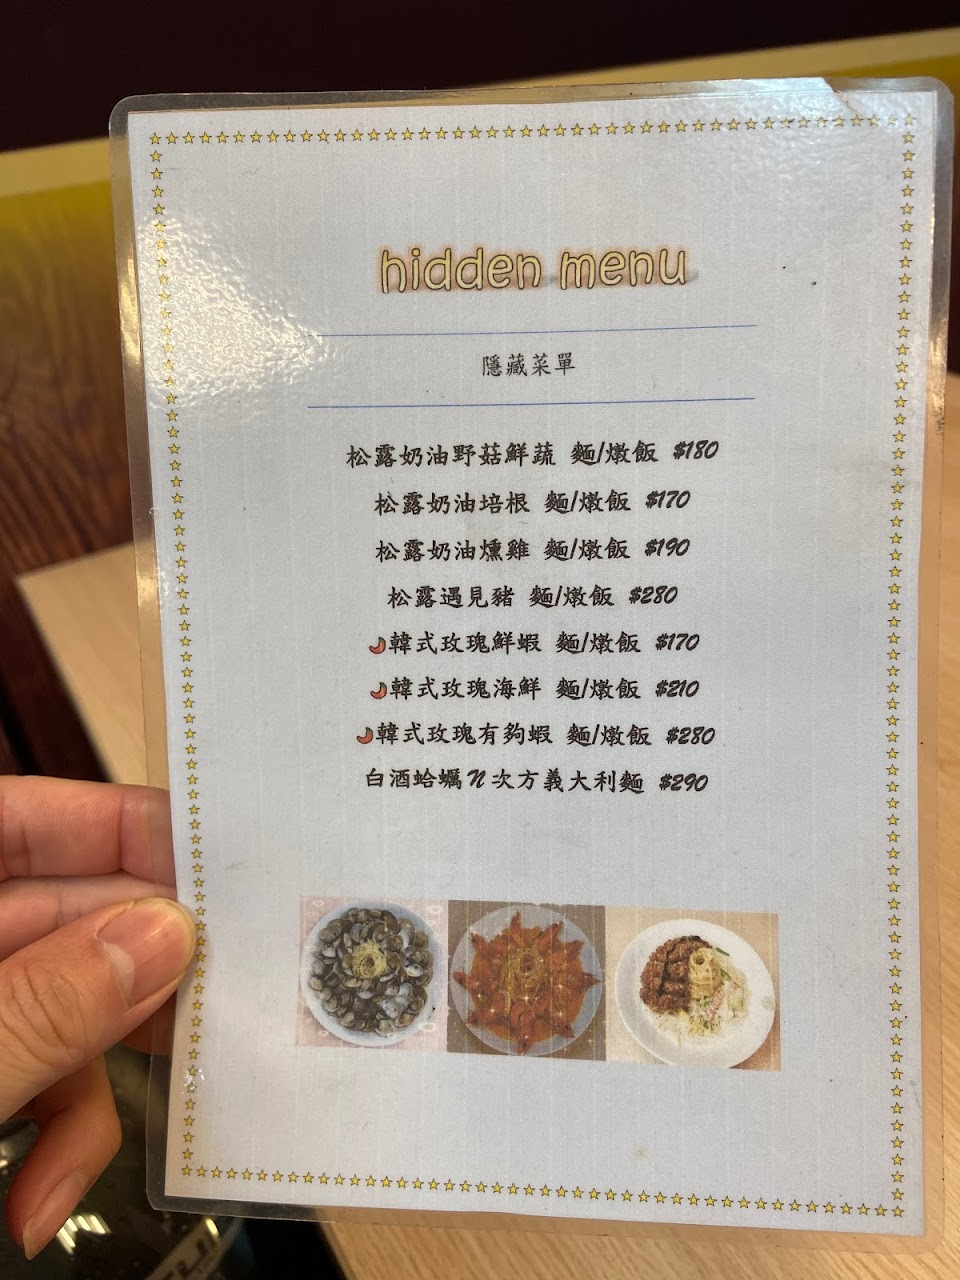 hidden menu
隱藏菜單
松露奶油野菇鮮蔬 麵/燉飯 $180
松露奶油培根 麵/燉飯 $170
松露奶油燻雞 麵/燉飯 $190
松露遇見豬 麵/燉飯 $280
韓式玫瑰鮮蝦 麵/燉飯 $170
韓式玫瑰海鮮 麵/燉飯 $210
韓式玫瑰有夠蝦 麵/燉飯 $280
白酒蛤蠣N次方義大利麵 $290